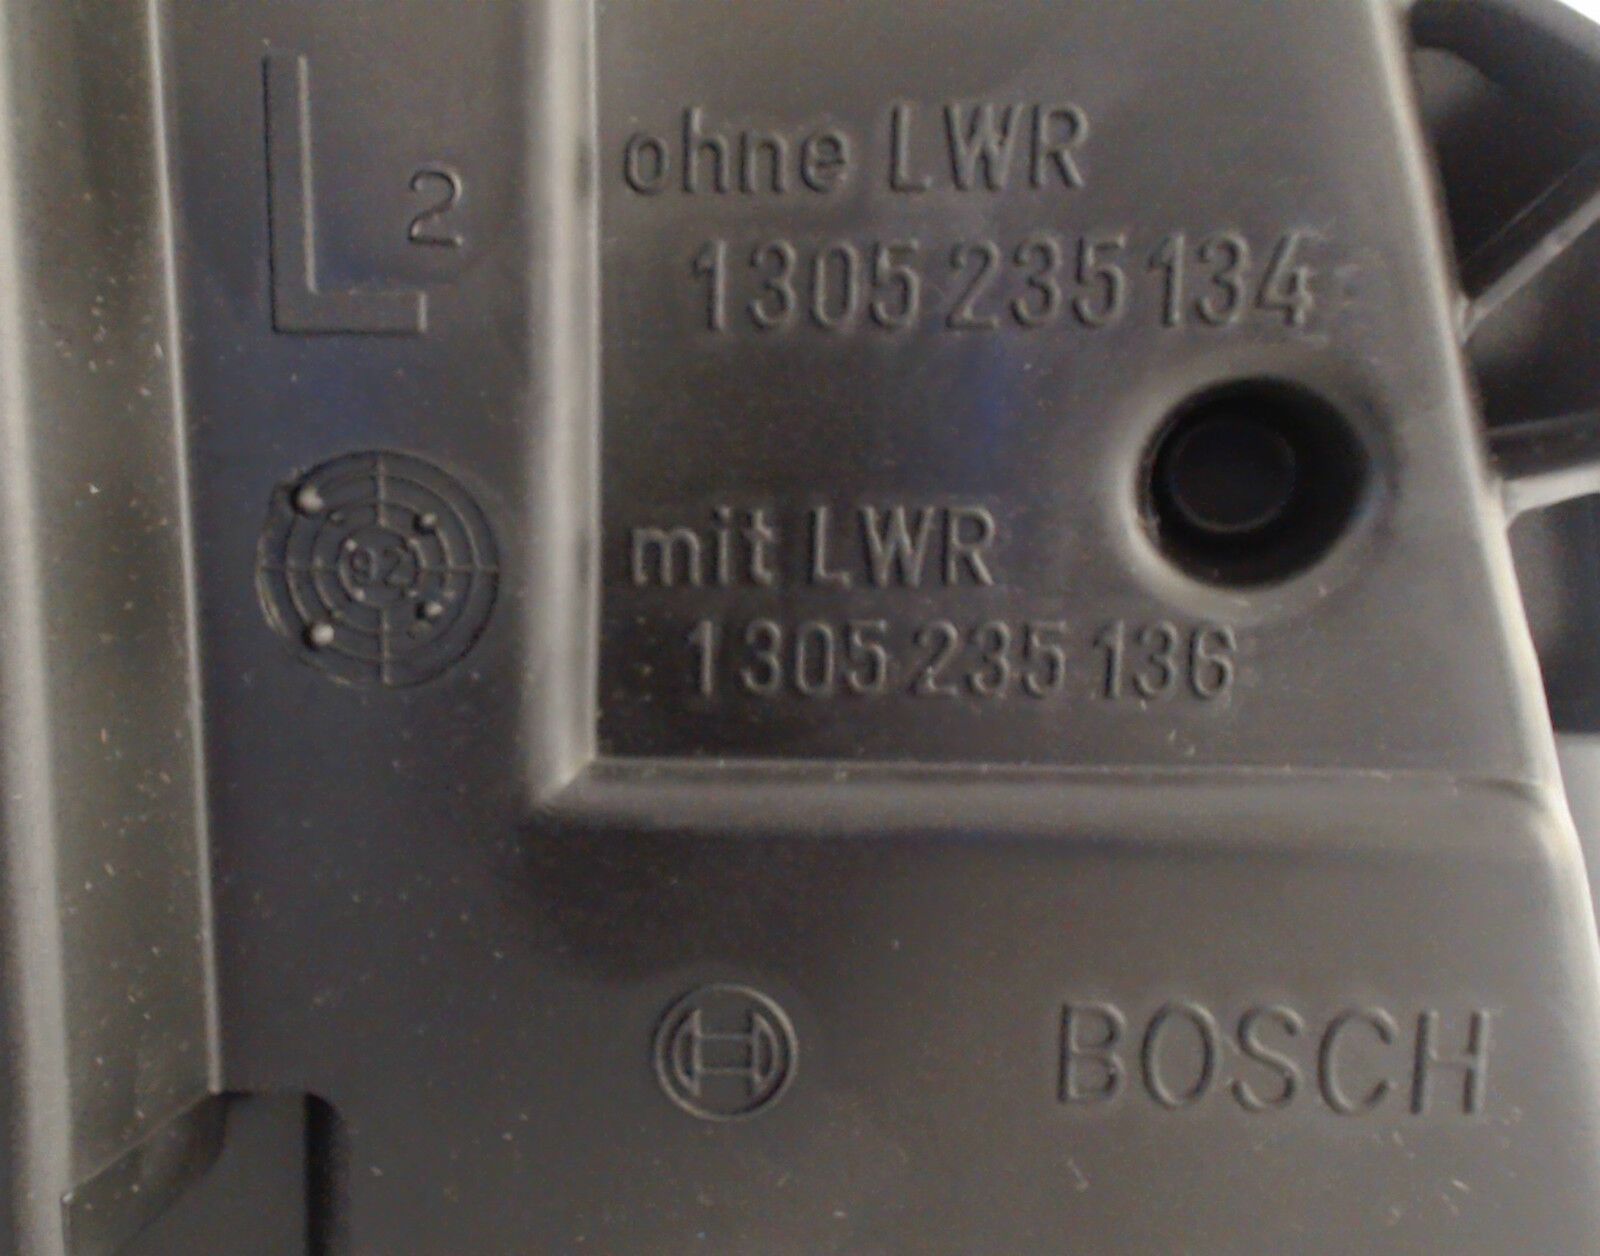 L2
ohne LWR
1305 235 134
92
mit LWR
1305 235 136
BOSCH